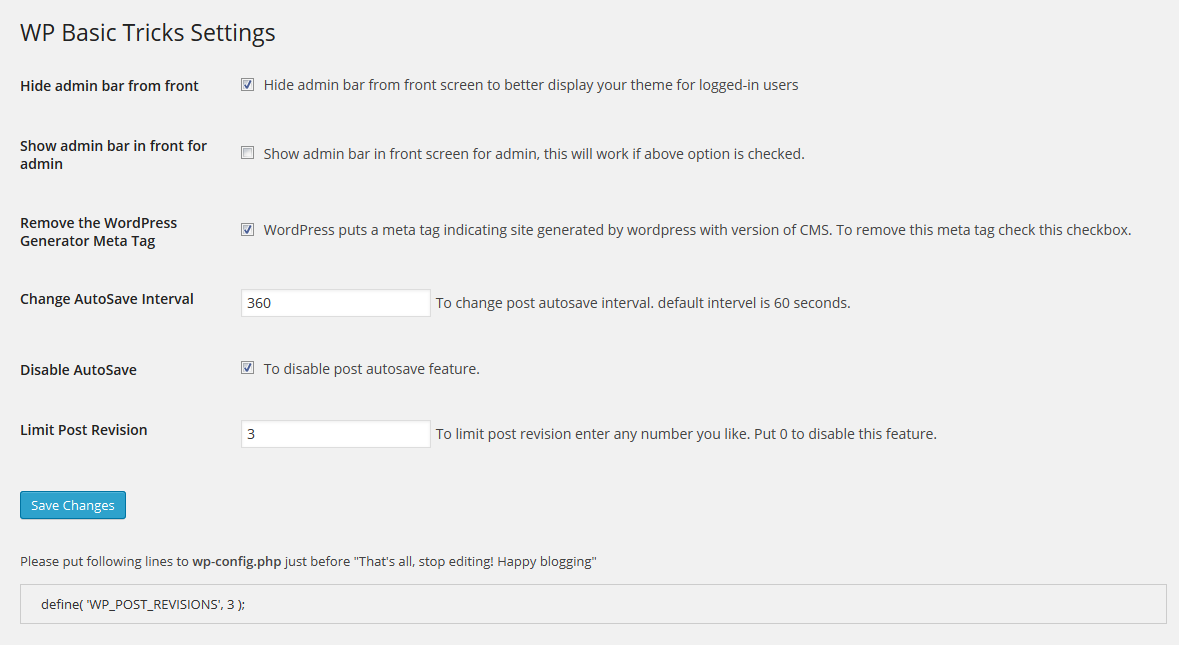 WP Basic Tricks Settings
Hide admin bar from front
Hide admin bar from front screen to better display your theme for logged-in users
Show admin bar in front for
admin
Show admin bar in front screen for admin, this will work if above option is checked.
Remove the WordPress
Generator Meta Tag
WordPress puts a meta tag indicating site generated by wordpress with version of CMS. To remove this meta tag check this checkbox.
Change AutoSave Interval
360
To change post autosave interval. default intervel is 60 seconds.
Disable AutoSave
To disable post autosave feature.
Limit Post Revision
3
To limit post revision enter any number you like. Put 0 to disable this feature.
Save Changes
Please put following lines to wp-config.php just before "That's all, stop editing! Happy blogging"
define( 'WP_POST_REVISIONS', 3 );